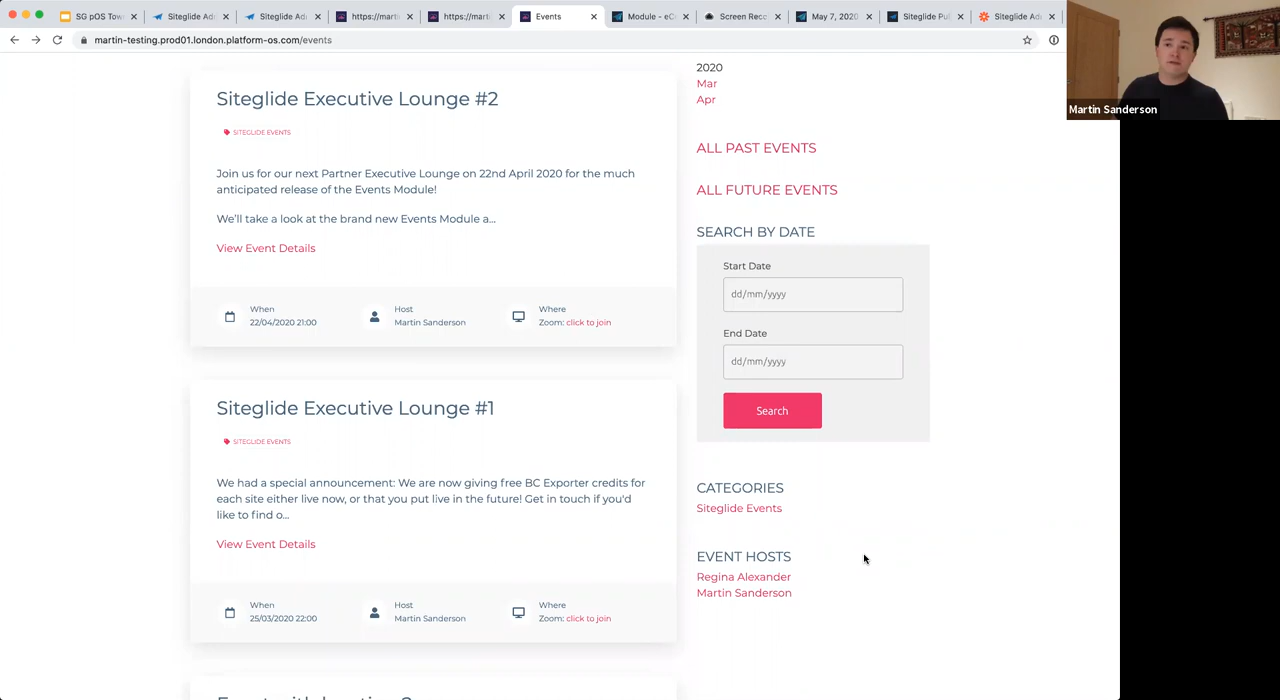 SG pOS Tow
Siteglide Ad
Siteglide Ad
https://marti
https://marti
Events
Module - eC
Screen Rec
May 7, 2020
Siteglide Pu
Siteglide Ad
martin-testing.prod01.london.platform-os.com/events
Martin Sanderson
Siteglide Executive Lounge #2
SITEGLIDE EVENTS
Join us for our next Partner Executive Lounge on 22nd April 2020 for the much
anticipated release of the Events Module!
We'll take a look at the brand new Events Module a...
View Event Details
When
22/04/2020 21:00
Host
Martin Sanderson
Where
Zoom: click to join
Siteglide Executive Lounge #1
SITEGLIDE EVENTS
We had a special announcement: We are now giving free BC Exporter credits for
each site either live now, or that you put live in the future! Get in touch if you'd
like to find o...
View Event Details
When
25/03/2020 22:00
Host
Martin Sanderson
Where
Zoom: click to join
2020
Mar
Apr
ALL PAST EVENTS
ALL FUTURE EVENTS
SEARCH BY DATE
Start Date
dd/mm/yyyy
End Date
dd/mm/yyyy
Search
CATEGORIES
Siteglide Events
EVENT HOSTS
Regina Alexander
Martin Sanderson